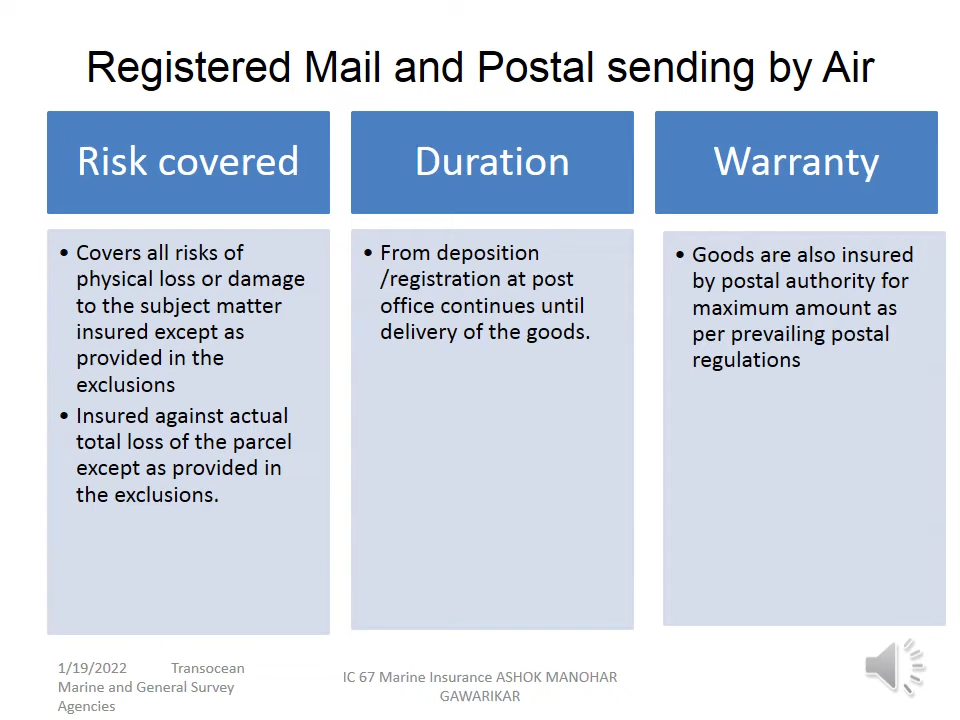 Registered Mail and Postal sending by Air
Risk covered
• Covers all risks of
physical loss or damage
to the subject matter
insured except as
provided in the
exclusions
• Insured against actual
total loss of the parcel
except as provided in
the exclusions.
Duration
• From deposition
/registration at post
office continues until
delivery of the goods.
Warranty
• Goods are also insured
by postal authority for
maximum amount as
per prevailing postal
regulations
1/19/2022 Transocean
Marine and General Survey
Agencies
IC 67 Marine Insurance ASHOK MANOHAR
GAWARIKAR